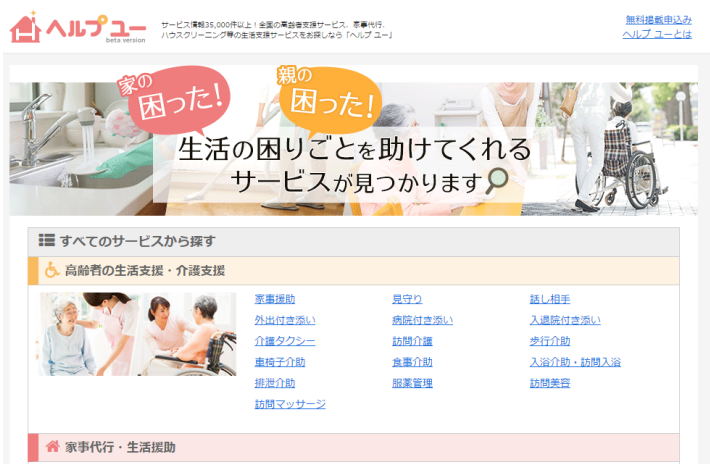 ヘルプ ユー
beta version
サービス情報35,000件以上！全国の高齢者支援サービス、家事代行、
ハウスクリーニング等の生活支援サービスをお探しなら「ヘルプ ユー」
無料掲載申込み
ヘルプ ユーとは
家の
困った!
親の
困った!
生活の困りごとを助けてくれる
サービスが見つかります
すべてのサービスから探す
高齢者の生活支援・介護支援
家事援助 見守り 話し相手
外出付き添い 病院付き添い 入退院付き添い
介護タクシー 訪問介護 歩行介助
車椅子介助 食事介助 入浴介助・訪問入浴
排泄介助 服薬管理 訪問美容
訪問マッサージ
家事代行・生活援助